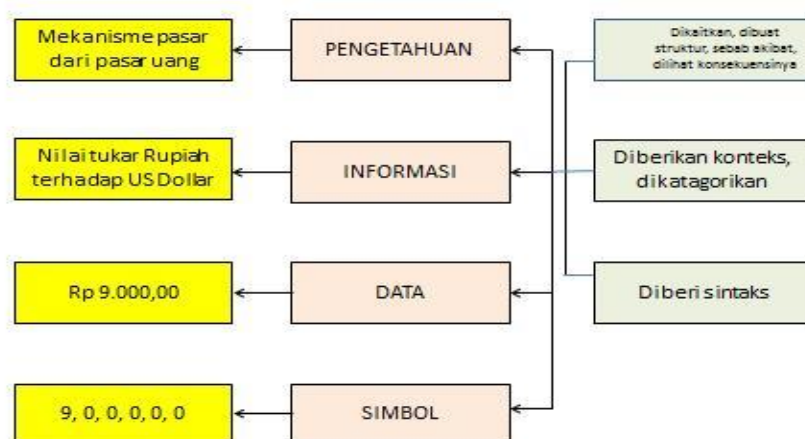 Mekanisme pasar
dari pasar uang
PENGETAHUAN
Dikaitkan, dibuat
struktur, sebab akibat,
dilihat konsekuensinya
Nilai tukar Rupiah
terhadap US Dollar
INFORMASI
Diberikan konteks,
dikatagorikan
Rp 9.000,00
DATA
Diberi sintaks
9, 0, 0, 0, 0, 0
SIMBOL